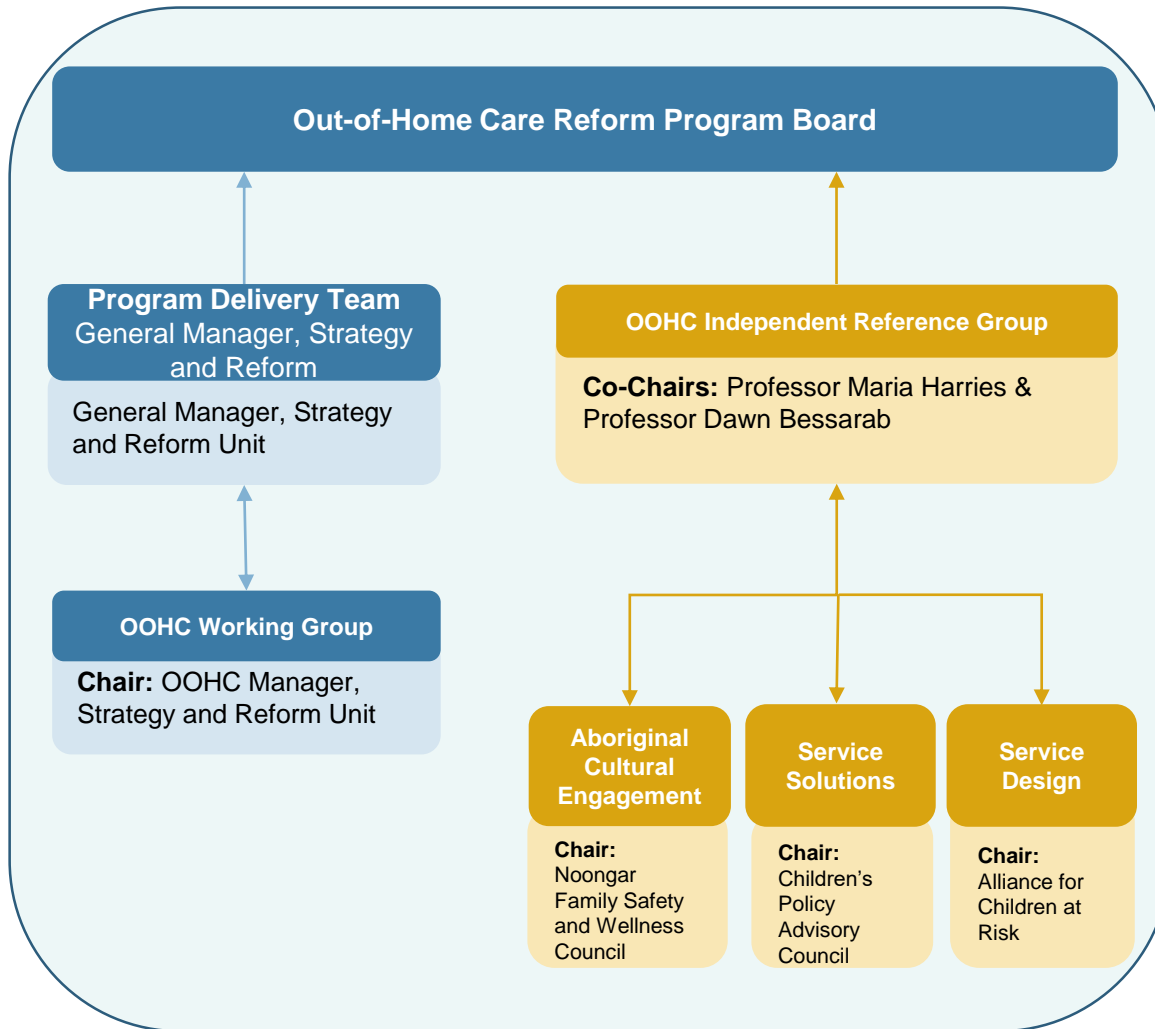 Out-of-Home Care Reform Program Board
Program Delivery Team
General Manager, Strategy
and Reform
General Manager, Strategy
and Reform Unit
OOHC Independent Reference Group
Co-Chairs: Professor Maria Harries &
Professor Dawn Bessarab
OOHC Working Group
Chair: OOHC Manager,
Strategy and Reform Unit
Aboriginal
Cultural
Engagement
Chair:
Noongar
Family Safety
and Wellness
Council
Service
Solutions
Chair:
Children’s
Policy
Advisory
Council
Service
Design
Chair:
Alliance for
Children at
Risk